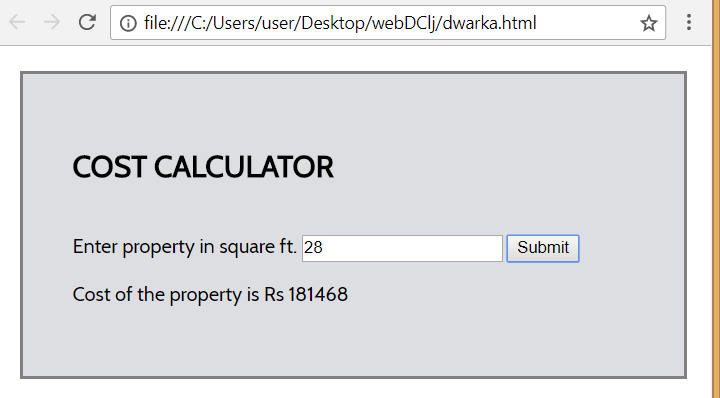 file:///C:/Users/user/Desktop/webDClj/dwarka.html
COST CALCULATOR
Enter property in square ft. 28 Submit
Cost of the property is Rs 181468